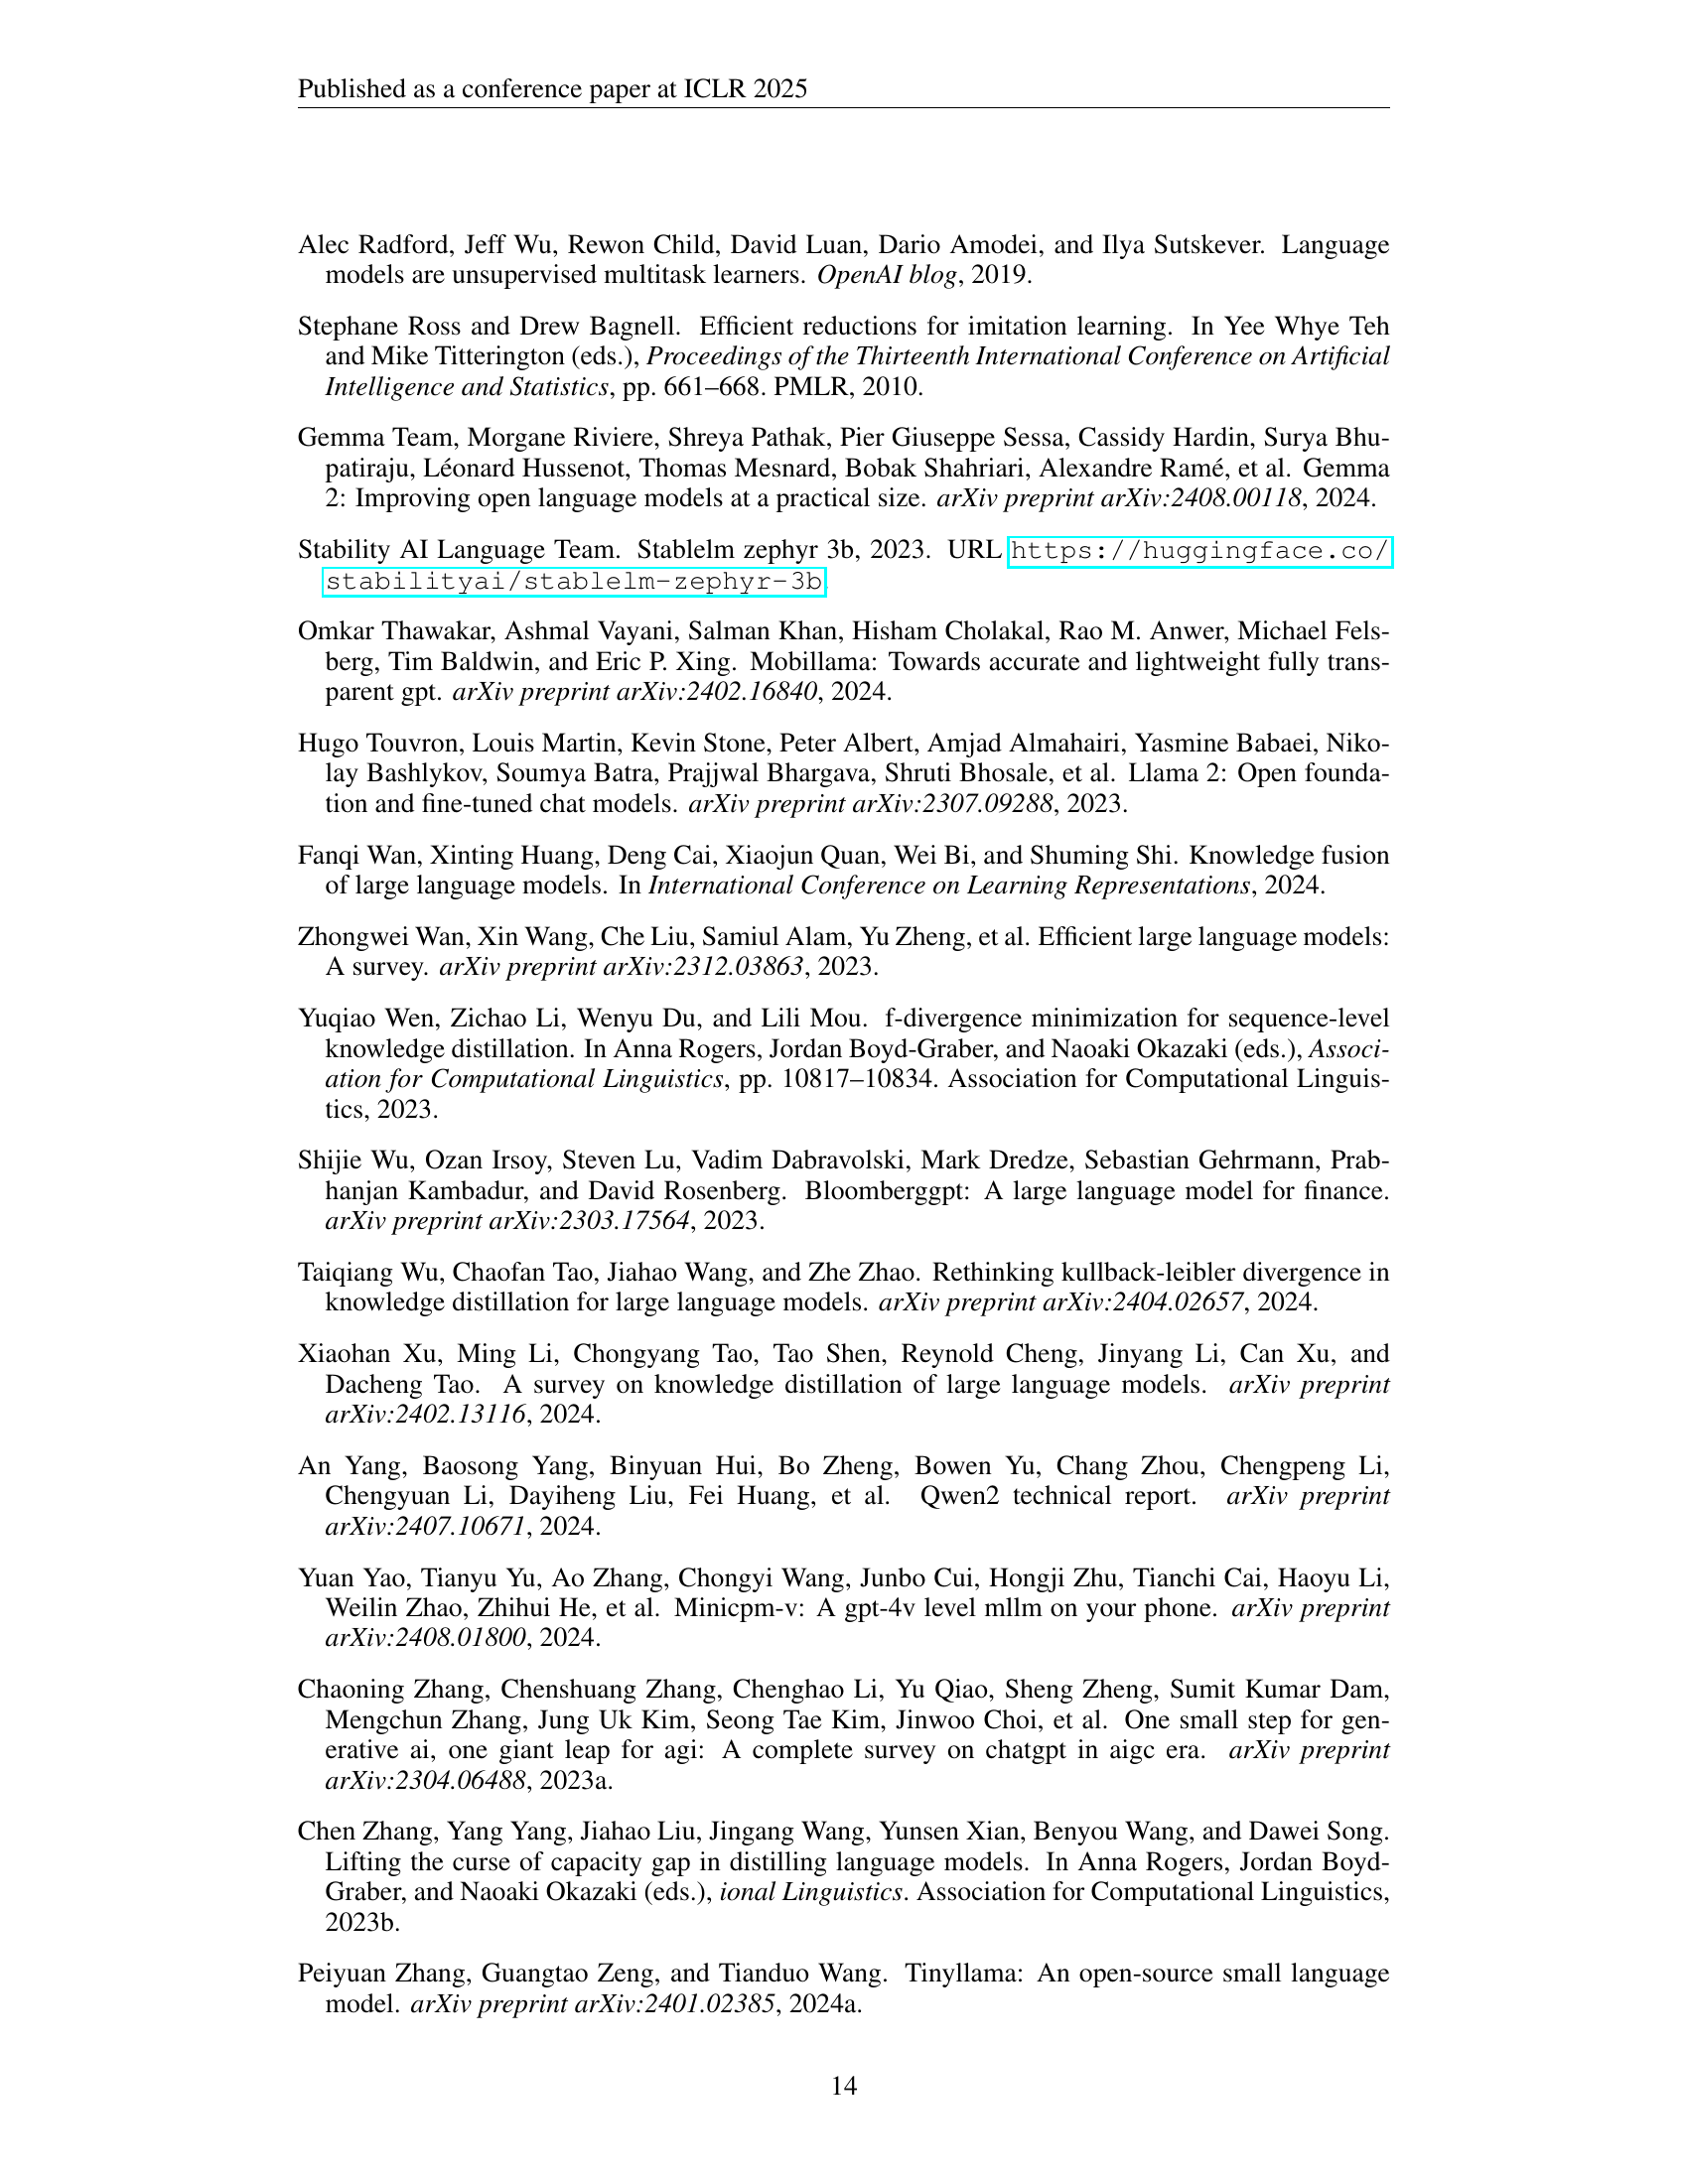 Published as a conference paper at ICLR 2025
Alec Radford, Jeff Wu, Rewon Child, David Luan, Dario Amodei, and Ilya Sutskever. Language
models are unsupervised multitask learners. OpenAI blog, 2019.
Stephane Ross and Drew Bagnell. Efficient reductions for imitation learning. In Yee Whye Teh
and Mike Titterington (eds.), Proceedings of the Thirteenth International Conference on Artificial
Intelligence and Statistics, pp. 661–668. PMLR, 2010.
Gemma Team, Morgane Riviere, Shreya Pathak, Pier Giuseppe Sessa, Cassidy Hardin, Surya Bhu-
patiraju, Léonard Hussenot, Thomas Mesnard, Bobak Shahriari, Alexandre Ramé, et al. Gemma
2: Improving open language models at a practical size. arXiv preprint arXiv:2408.00118, 2024.
Stability AI Language Team. Stablelm zephyr 3b, 2023. URL https://huggingface.co/
stabilityai/stablelm-zephyr-3b
Omkar Thawakar, Ashmal Vayani, Salman Khan, Hisham Cholakal, Rao M. Anwer, Michael Fels-
berg, Tim Baldwin, and Eric P. Xing. Mobillama: Towards accurate and lightweight fully trans-
parent gpt. arXiv preprint arXiv:2402.16840, 2024.
Hugo Touvron, Louis Martin, Kevin Stone, Peter Albert, Amjad Almahairi, Yasmine Babaei, Niko-
lay Bashlykov, Soumya Batra, Prajjwal Bhargava, Shruti Bhosale, et al. Llama 2: Open founda-
tion and fine-tuned chat models. arXiv preprint arXiv:2307.09288, 2023.
Fanqi Wan, Xinting Huang, Deng Cai, Xiaojun Quan, Wei Bi, and Shuming Shi. Knowledge fusion
of large language models. In International Conference on Learning Representations, 2024.
Zhongwei Wan, Xin Wang, Che Liu, Samiul Alam, Yu Zheng, et al. Efficient large language models:
A survey. arXiv preprint arXiv:2312.03863, 2023.
Yuqiao Wen, Zichao Li, Wenyu Du, and Lili Mou. f-divergence minimization for sequence-level
knowledge distillation. In Anna Rogers, Jordan Boyd-Graber, and Naoaki Okazaki (eds.), Associ-
ation for Computational Linguistics, pp. 10817–10834. Association for Computational Linguis-
tics, 2023.
Shijie Wu, Ozan Irsoy, Steven Lu, Vadim Dabravolski, Mark Dredze, Sebastian Gehrmann, Prab-
hanjan Kambadur, and David Rosenberg. Bloomberggpt: A large language model for finance.
arXiv preprint arXiv:2303.17564, 2023.
Taiqiang Wu, Chaofan Tao, Jiahao Wang, and Zhe Zhao. Rethinking kullback-leibler divergence in
knowledge distillation for large language models. arXiv preprint arXiv:2404.02657, 2024.
Xiaohan Xu, Ming Li, Chongyang Tao, Tao Shen, Reynold Cheng, Jinyang Li, Can Xu, and
Dacheng Tao. A survey on knowledge distillation of large language models. arXiv preprint
arXiv:2402.13116, 2024.
An Yang, Baosong Yang, Binyuan Hui, Bo Zheng, Bowen Yu, Chang Zhou, Chengpeng Li,
Chengyuan Li, Dayiheng Liu, Fei Huang, et al. Qwen2 technical report. arXiv preprint
arXiv:2407.10671, 2024.
Yuan Yao, Tianyu Yu, Ao Zhang, Chongyi Wang, Junbo Cui, Hongji Zhu, Tianchi Cai, Haoyu Li,
Weilin Zhao, Zhihui He, et al. Minicpm-v: A gpt-4v level mllm on your phone. arXiv preprint
arXiv:2408.01800, 2024.
Chaoning Zhang, Chenshuang Zhang, Chenghao Li, Yu Qiao, Sheng Zheng, Sumit Kumar Dam,
Mengchun Zhang, Jung Uk Kim, Seong Tae Kim, Jinwoo Choi, et al. One small step for gen-
erative ai, one giant leap for agi: A complete survey on chatgpt in aigc era. arXiv preprint
arXiv:2304.06488, 2023a.
Chen Zhang, Yang Yang, Jiahao Liu, Jingang Wang, Yunsen Xian, Benyou Wang, and Dawei Song.
Lifting the curse of capacity gap in distilling language models. In Anna Rogers, Jordan Boyd-
Graber, and Naoaki Okazaki (eds.), ional Linguistics. Association for Computational Linguistics,
2023b.
Peiyuan Zhang, Guangtao Zeng, and Tianduo Wang. Tinyllama: An open-source small language
model. arXiv preprint arXiv:2401.02385, 2024a.
14